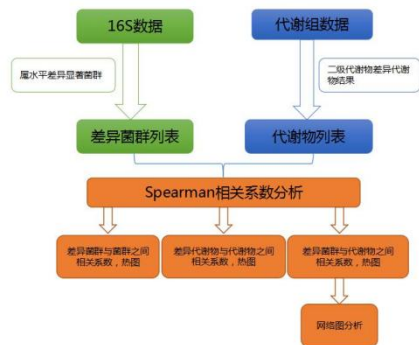 16S数据
代谢组数据
属水平差异显著菌群
二级代谢物差异代谢
物结果
差异菌群列表
代谢物列表
Spearman相关系数分析
差异菌群与菌群之间
相关系数，热图
差异代谢物与代谢物之间
相关系数，热图
差异菌群与代谢物之间
相关系数，热图
网络图分析